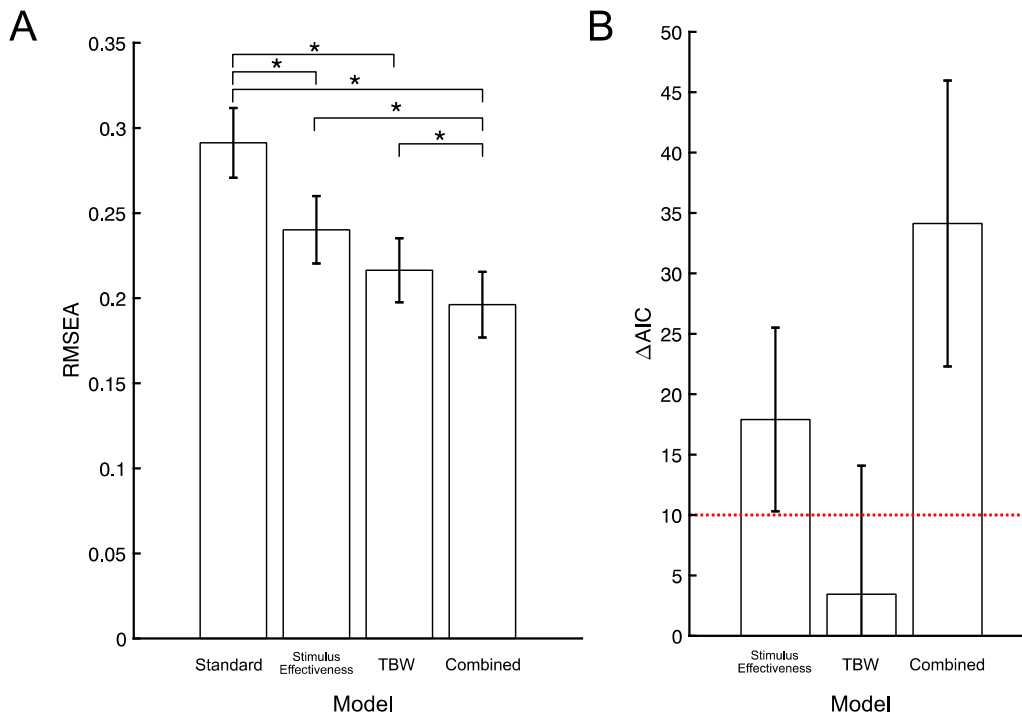 A
0.35
0.3
0.25
0.2
0.15
0.1
0.05
0
RMSEA
*
*
*
*
*
Standard
Stimulus
Effectiveness
TBW
Combined
Model
B
50
45
40
35
30
25
20
15
10
5
0
ΔAIC
Stimulus
Effectiveness
TBW
Combined
Model